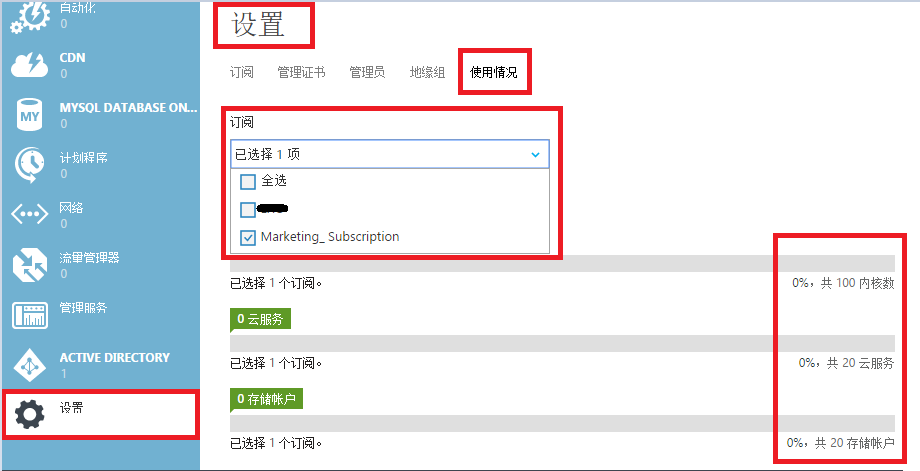 自动化
0
CDN
0
MY
MYSQL DATABASE ON...
0
计划程序
0
网络
0
流量管理器
0
管理服务
ACTIVE DIRECTORY
1
设置
设置
订阅 管理证书 管理员 地缘组 使用情况
订阅
已选择 1 项
全选
Marketing_ Subscription
已选择 1 个订阅。 0%，共 100 内核数
0 云服务
已选择 1 个订阅。 0%，共 20 云服务
0 存储帐户
已选择 1 个订阅。 0%，共 20 存储帐户